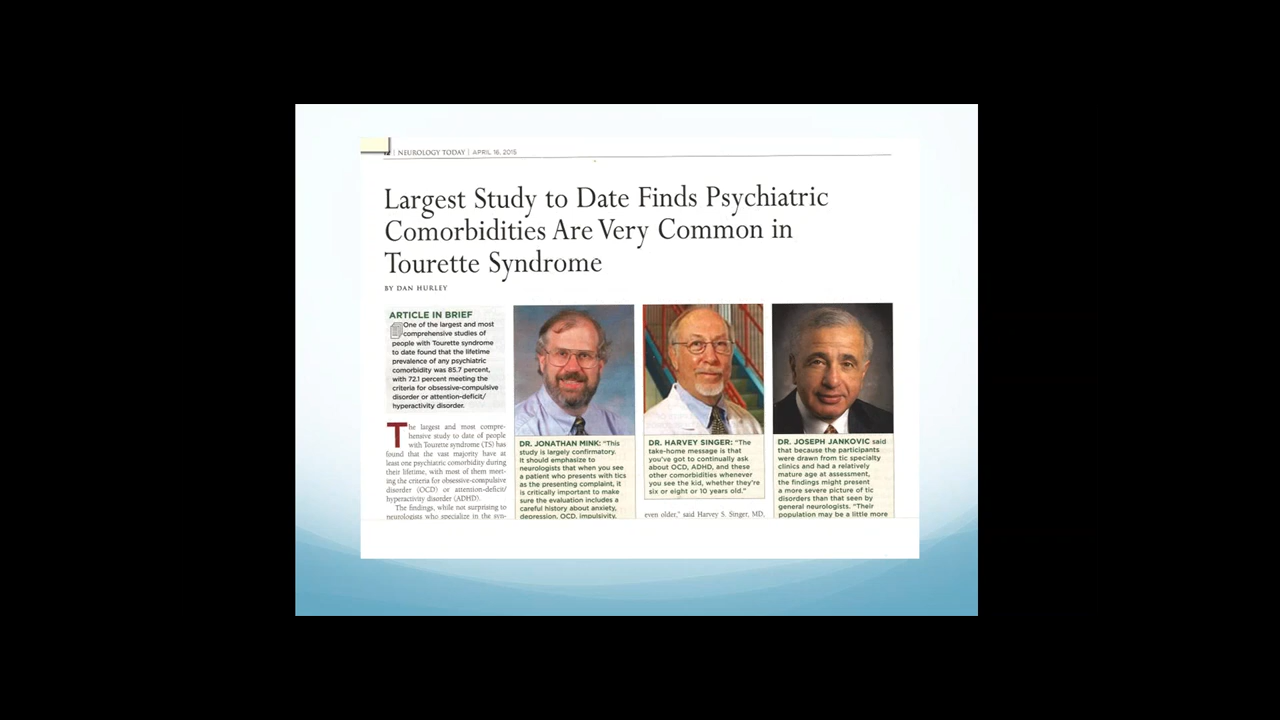 | NEUROLOGY TODAY | APRIL 16, 2015
Largest Study to Date Finds Psychiatric
Comorbidities Are Very Common in
Tourette Syndrome
BY DAN HURLEY
ARTICLE IN BRIEF
One of the largest and most
comprehensive studies of
people with Tourette syndrome
to date found that the lifetime
prevalence of any psychiatric
comorbidity was 85.7 percent,
with 72.1 percent meeting the
criteria for obsessive-compulsive
disorder or attention-deficit/
hyperactivity disorder.
The largest and most compre-
hensive study to date of people
with Tourette syndrome (TS) has
found that the vast majority have at
least one psychiatric comorbidity during
their lifetime, with most of them meet-
ing the criteria for obsessive-compulsive
disorder (OCD) or attention-deficit/
hyperactivity disorder (ADHD).
The findings, while not surprising to
neurologists who specialize in the syn-
DR. JONATHAN MINK: "This
study is largely confirmatory.
It should emphasize to
neurologists that when you see
a patient who presents with tics
as the presenting complaint, it
is critically important to make
sure the evaluation includes a
careful history about anxiety,
depression, OCD, impulsivity,
DR. HARVEY SINGER: "The
take-home message is that
you've got to continually ask
about OCD, ADHD, and these
other comorbidities whenever
you see the kid, whether they're
six or eight or 10 years old."
even older," said Harvey S. Singer, MD,
DR. JOSEPH JANKOVIC said
that because the participants
were drawn from tic specialty
clinics and had a relatively
mature age at assessment,
the findings might present
a more severe picture of tic
disorders than that seen by
general neurologists. "Their
population may be a little more